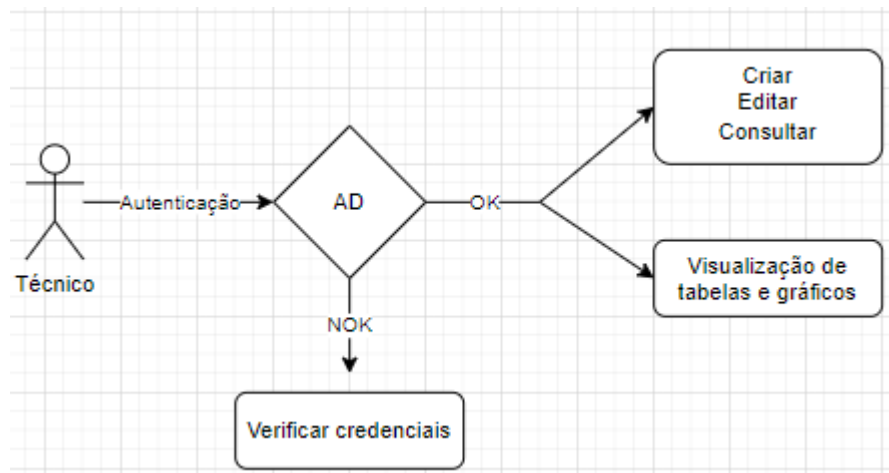 Criar
Editar
Consultar
Autenticação
AD
OK
Técnico
Visualização de
tabelas e gráficos
NOK
Verificar credenciais